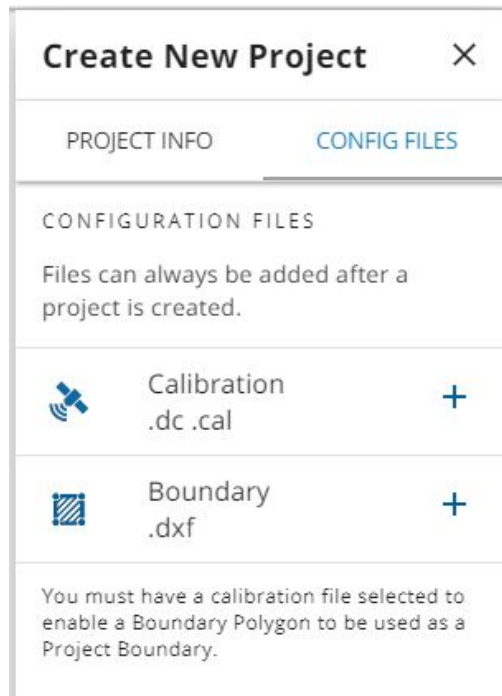 Create New Project
PROJECT INFO CONFIG FILES
CONFIGURATION FILES
Files can always be added after a
project is created.
Calibration
.dc .cal
Boundary
.dxf
You must have a calibration file selected to
enable a Boundary Polygon to be used as a
Project Boundary.